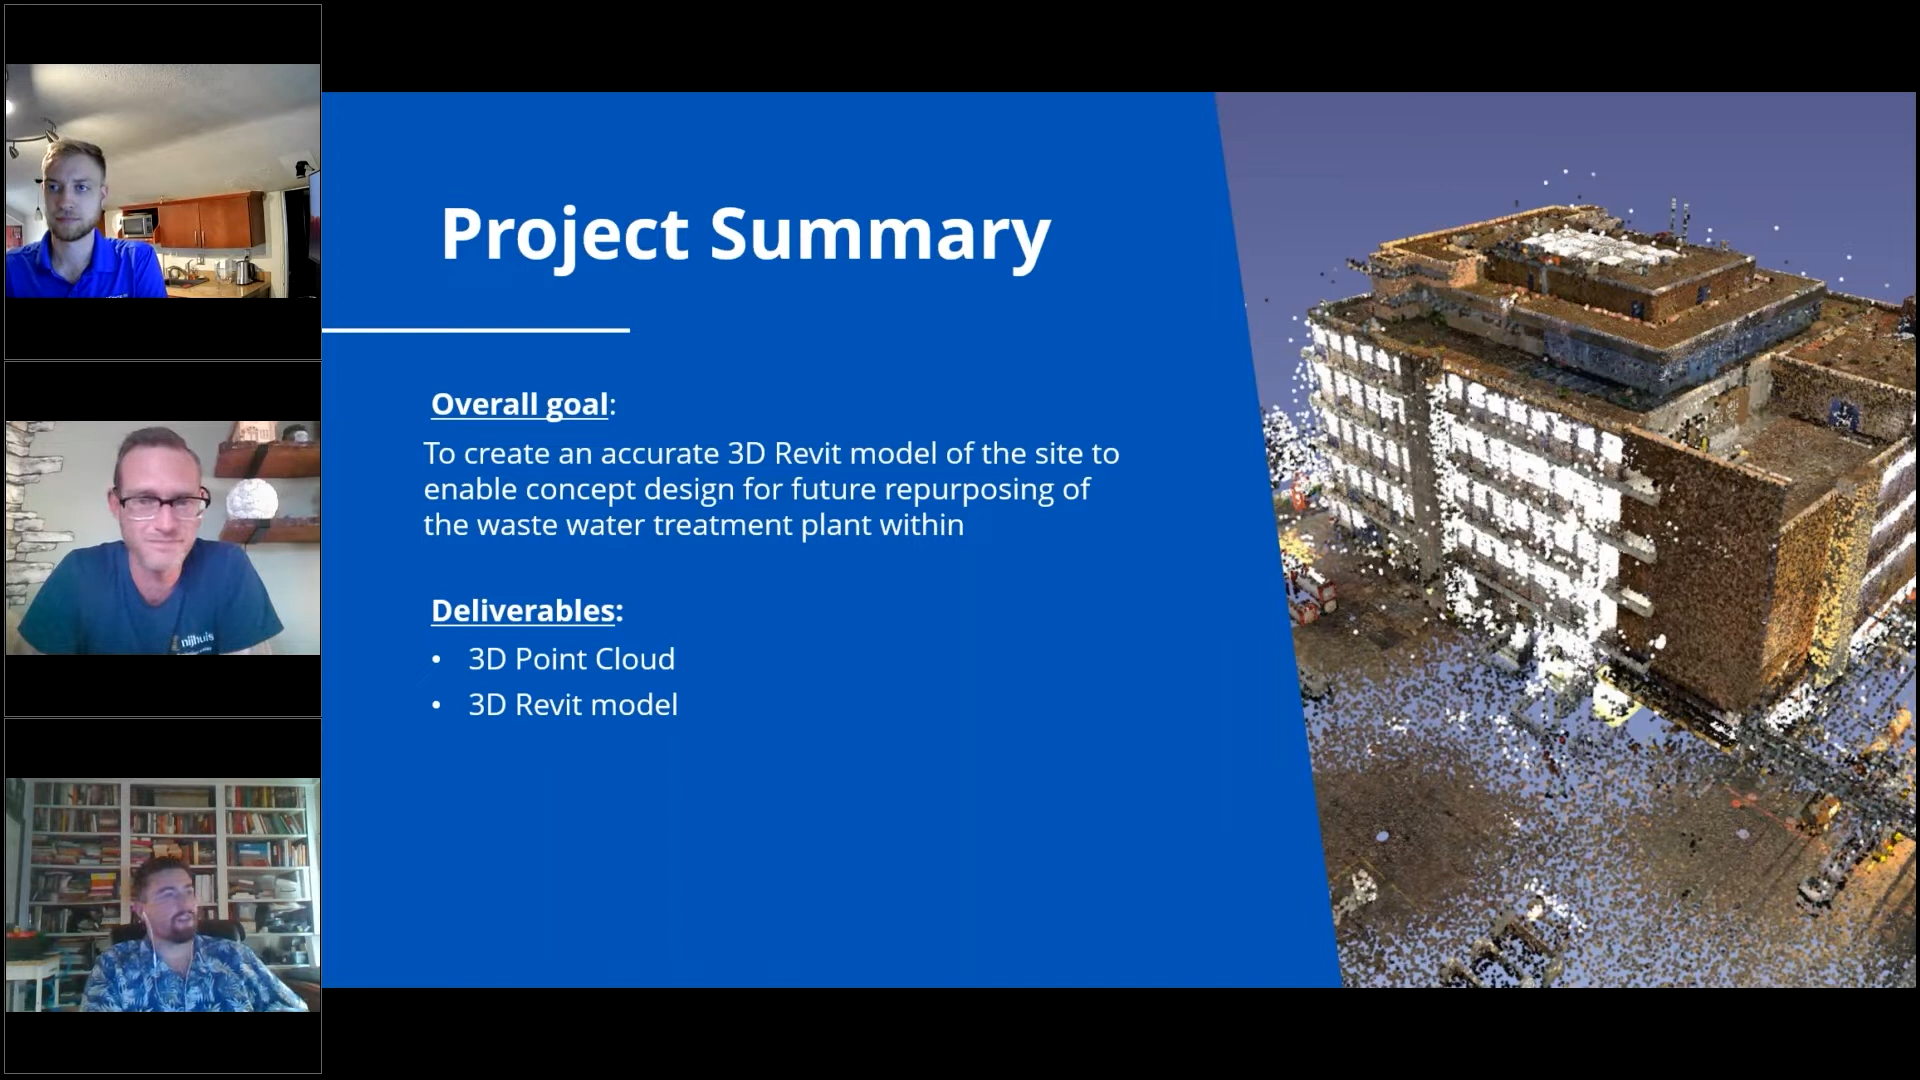 Project Summary
Overall goal:
To create an accurate 3D Revit model of the site to
enable concept design for future repurposing of
the waste water treatment plant within
Deliverables:
• 3D Point Cloud
• 3D Revit model
nijhuis